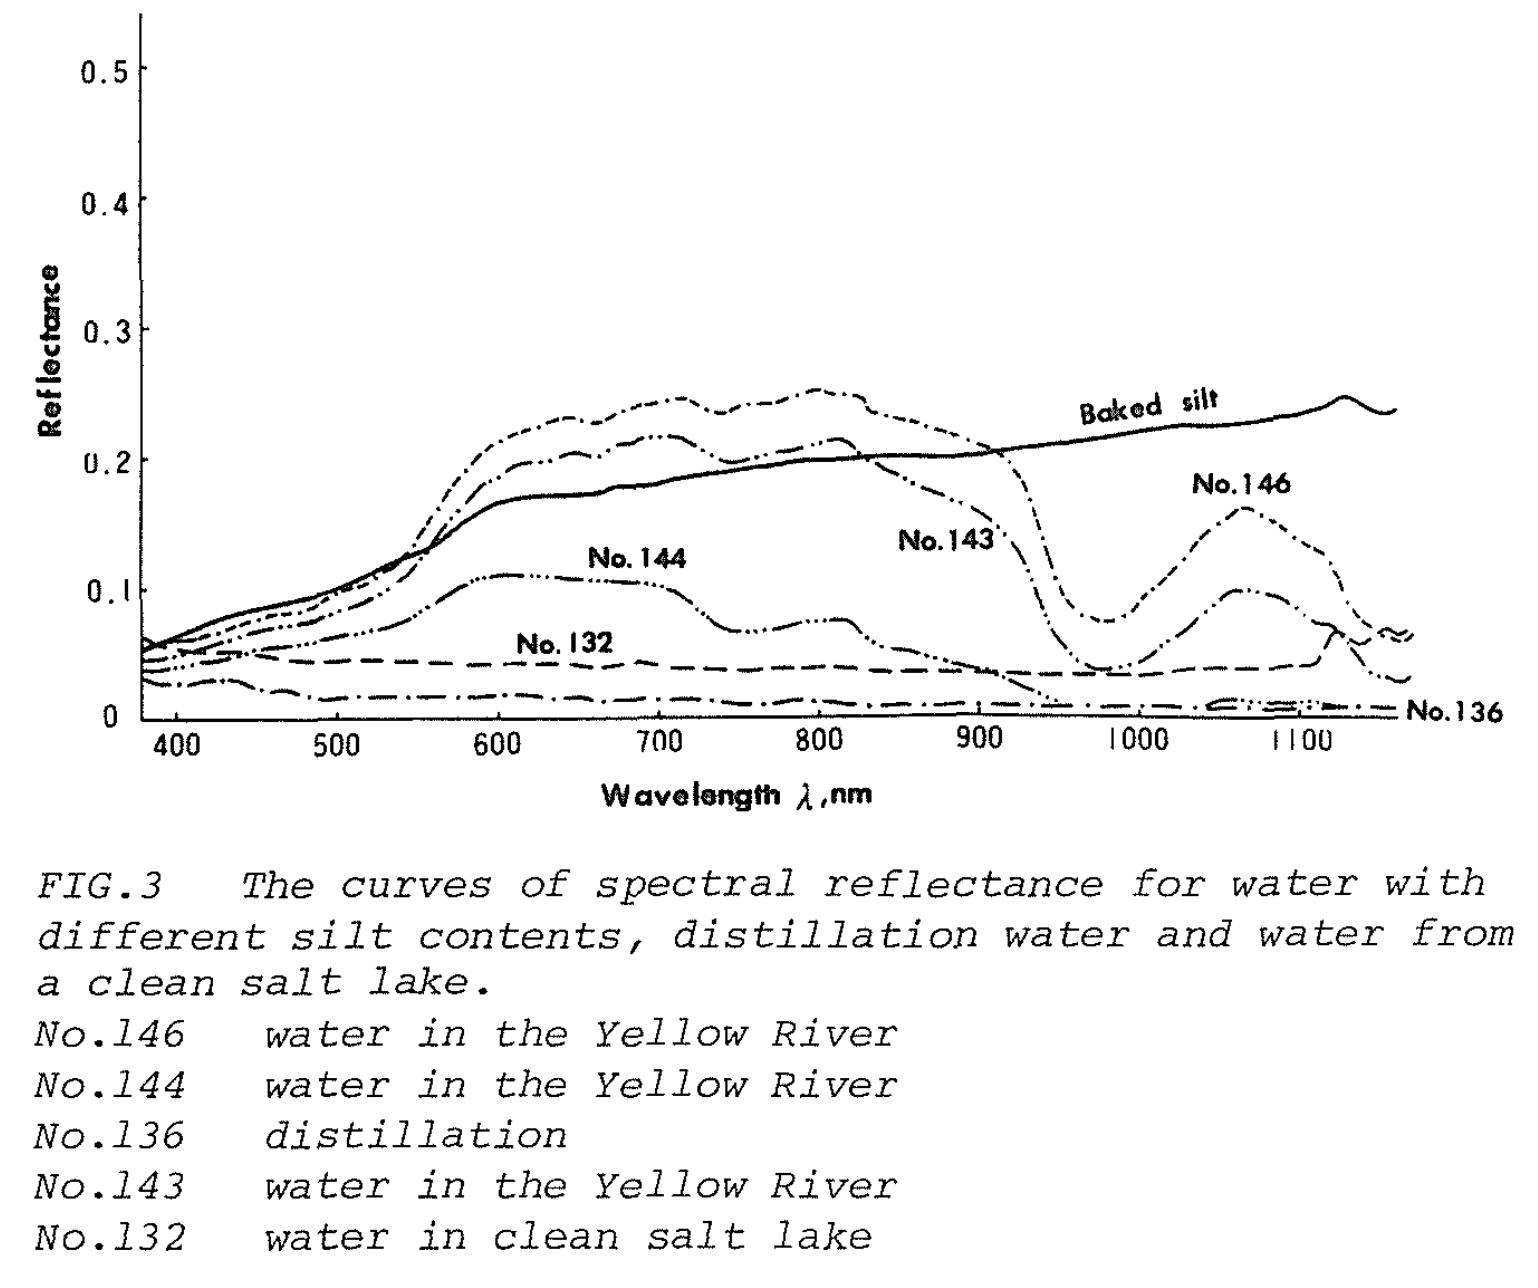 0.5
0.4
0.3
0.2
0.1
0
Reflectance
Baked silt
No.146
No.143
No.144
No.132
No.136
400 500 600 700 800 900 1000 1100
Wavelength λ,nm
FIG.3 The curves of spectral reflectance for water with
different silt contents, distillation water and water from
a clean salt lake.
No.146 water in the Yellow River
No.144 water in the Yellow River
No.136 distillation
No.143 water in the Yellow River
No.132 water in clean salt lake